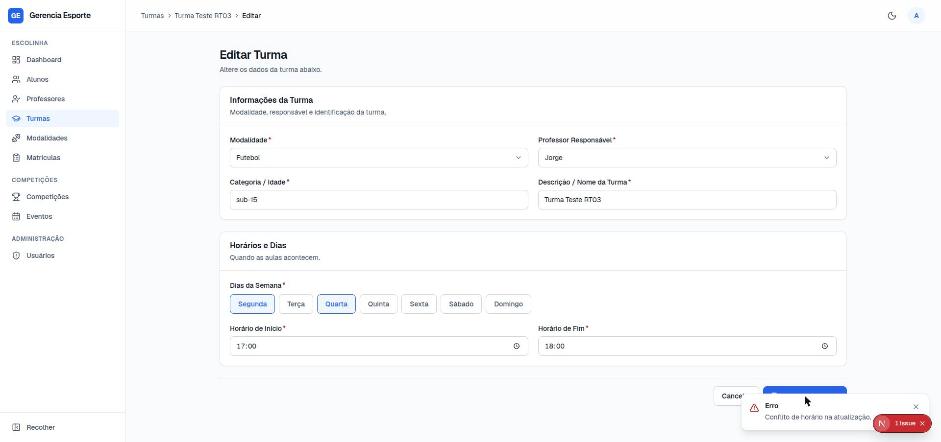 GE Gerencia Esporte
Turmas > Turma Teste RT03 > Editar
A
ESCOLINHA
Dashboard
Alunos
Professores
Turmas
Modalidades
Matrículas
COMPETIÇÕES
Competições
Eventos
ADMINISTRAÇÃO
Usuários
Recolher
Editar Turma
Altere os dados da turma abaixo.
Informações da Turma
Modalidade, responsável e identificação da turma.
Modalidade*
Professor Responsável*
Futebol
Jorge
Categoria / Idade*
Descrição / Nome da Turma*
sub-15
Turma Teste RT03
Horários e Dias
Quando as aulas acontecem.
Dias da Semana*
Segunda
Terça
Quarta
Quinta
Sexta
Sábado
Domingo
Horário de Início*
Horário de Fim*
17:00
18:00
Erro
Conflito de horário na atualização.
N 1 Issue